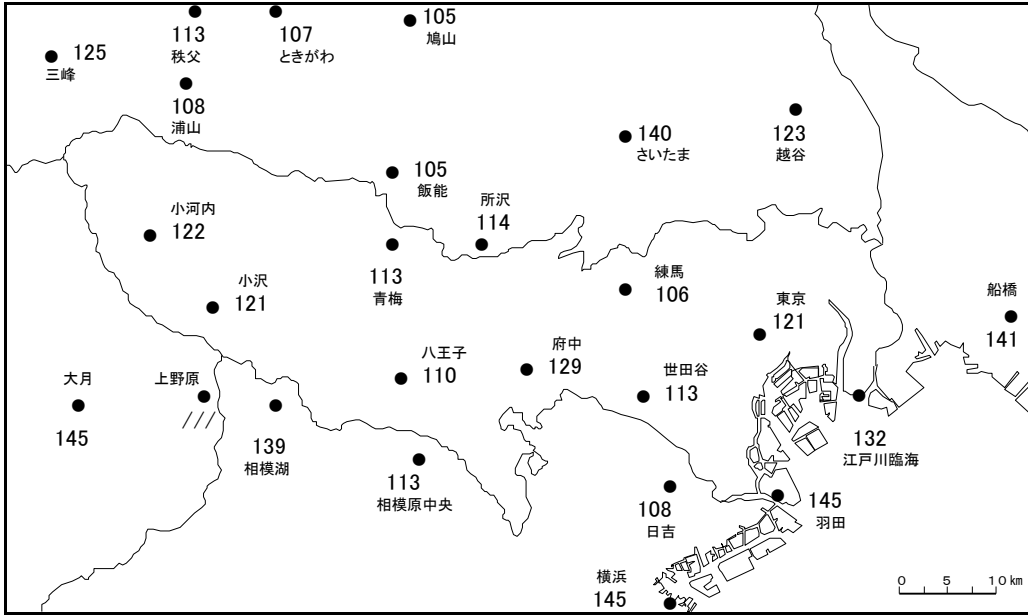 113
秩父
107
ときがわ
105
鳩山
125
三峰
108
浦山
140
さいたま
123
越谷
105
飯能
所沢
114
小河内
122
113
青梅
練馬
106
小沢
121
東京
121
船橋
141
八王子
110
府中
129
世田谷
113
大月
145
上野原
///
139
相模湖
132
江戸川臨海
113
相模原中央
108
日吉
145
羽田
横浜
145
0 5 10km